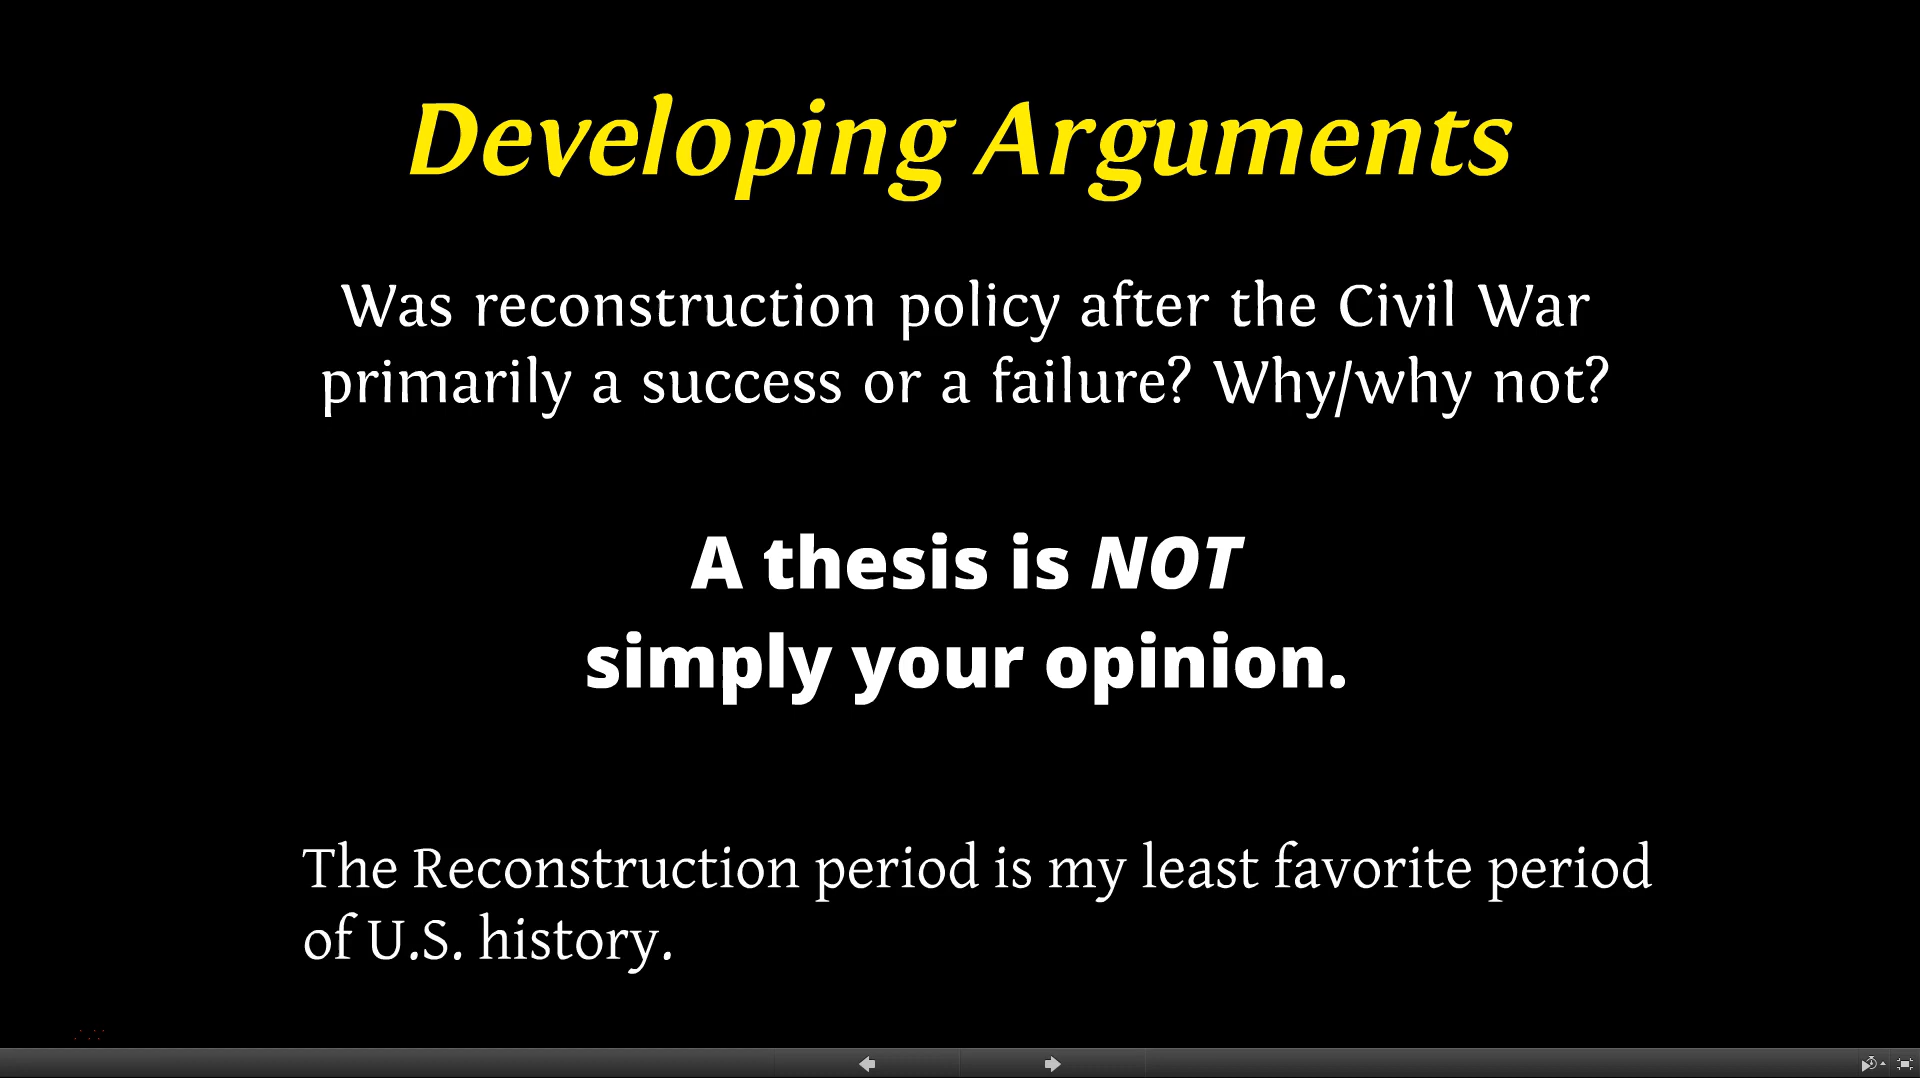 Developing Arguments
Was reconstruction policy after the Civil War
primarily a success or a failure? Why/why not?
A thesis is NOT
simply your opinion.
The Reconstruction period is my least favorite period
of U.S. history.